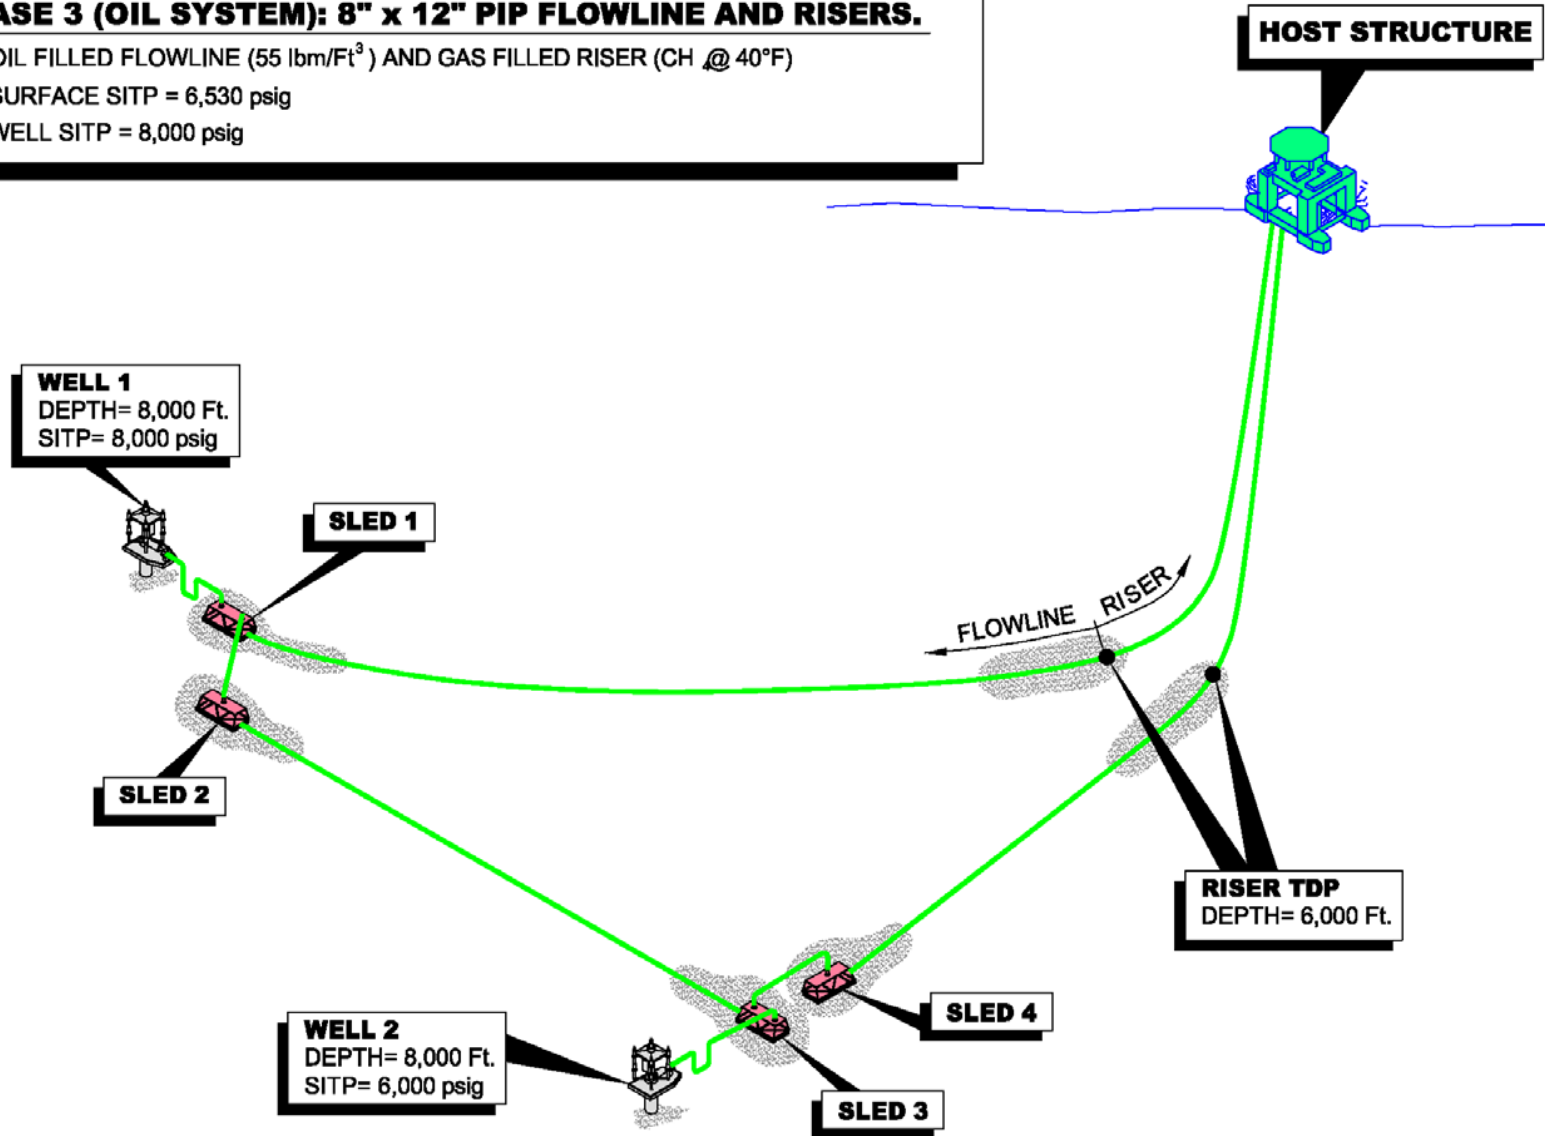 ASE 3 (OIL SYSTEM): 8" x 12" PIP FLOWLINE AND RISERS.
OIL FILLED FLOWLINE (55 lbm/Ft³) AND GAS FILLED RISER (CH₄@ 40°F)
SURFACE SITP = 6,530 psig
WELL SITP = 8,000 psig
HOST STRUCTURE
WELL 1
DEPTH= 8,000 Ft.
SITP= 8,000 psig
SLED 1
FLOWLINE
RISER
SLED 2
RISER TDP
DEPTH= 6,000 Ft.
SLED 4
WELL 2
DEPTH= 8,000 Ft.
SITP= 6,000 psig
SLED 3